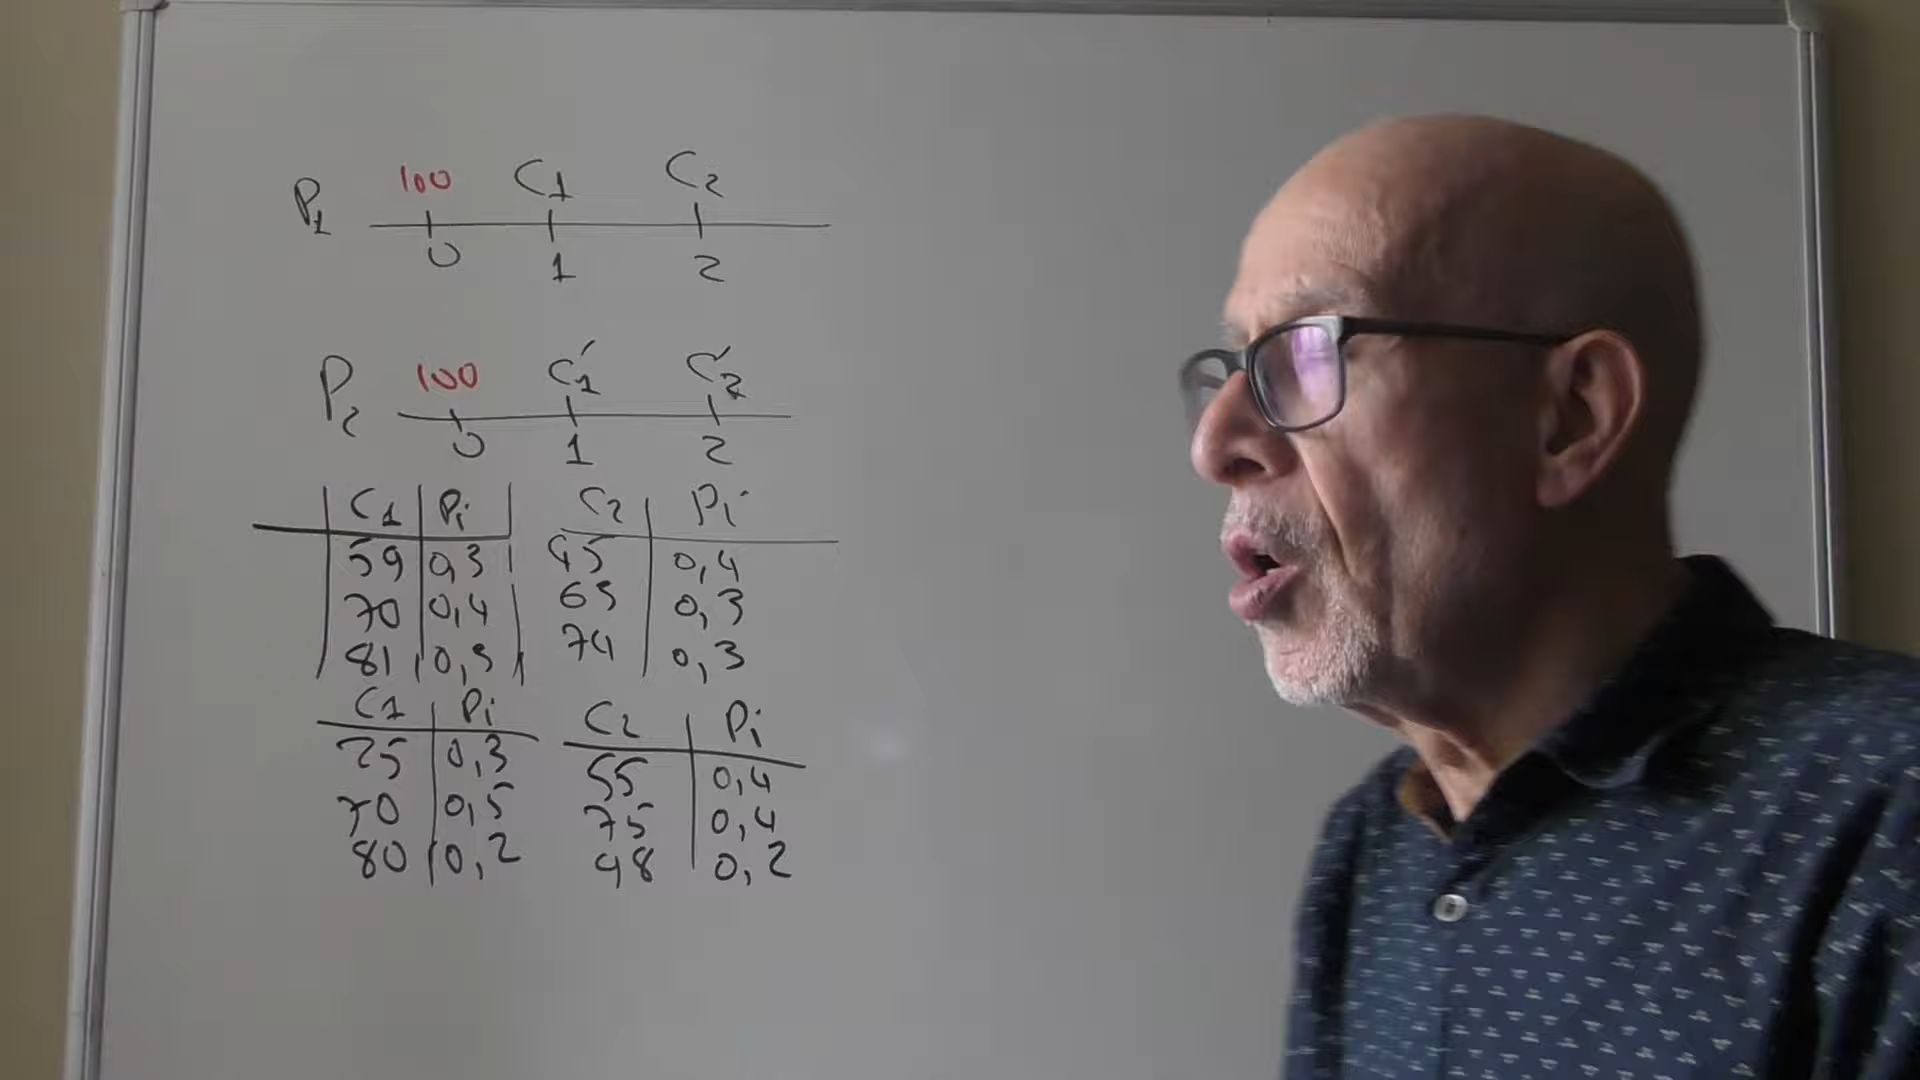 P1 100 C1 C2
0 1 2
P2 100 C'1 C'2
0 1 2
C1 Pi C2 Pi
59 0,3 45 0,4
70 0,4 65 0,3
81 0,3 74 0,3
C1 Pi C2 Pi
25 0,3 55 0,4
70 0,5 75 0,4
80 0,2 98 0,2